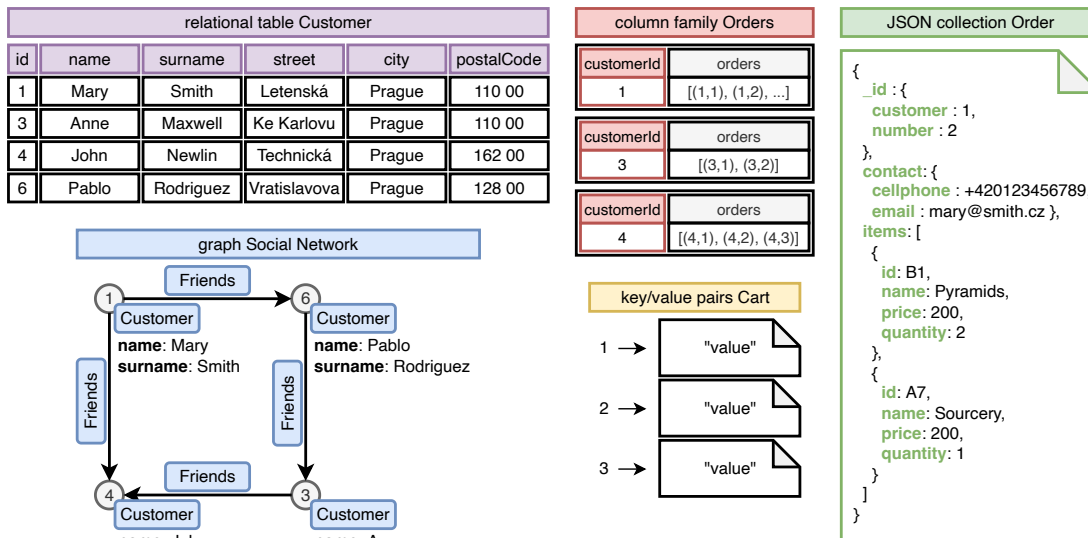 relational table Customer
id name surname street city postalCode
1 Mary Smith Letenská Prague 110 00
3 Anne Maxwell Ke Karlovu Prague 110 00
4 John Newlin Technická Prague 162 00
6 Pablo Rodriguez Vratislavova Prague 128 00
graph Social Network
Friends
1 6
Customer Customer
name: Mary name: Pablo
surname: Smith surname: Rodriguez
Friends Friends
Friends
4 3
Customer Customer
column family Orders
customerId orders
1 [(1,1), (1,2), ...]
customerId orders
3 [(3,1), (3,2)]
customerId orders
4 [(4,1), (4,2), (4,3)]
key/value pairs Cart
1 "value"
2 "value"
3 "value"
JSON collection Order
{
_id : {
customer : 1,
number : 2
},
contact: {
cellphone : +420123456789
email : mary@smith.cz },
items: [
{
id: B1,
name: Pyramids,
price: 200,
quantity: 2
},
{
id: A7,
name: Sourcery,
price: 200,
quantity: 1
}
]
}